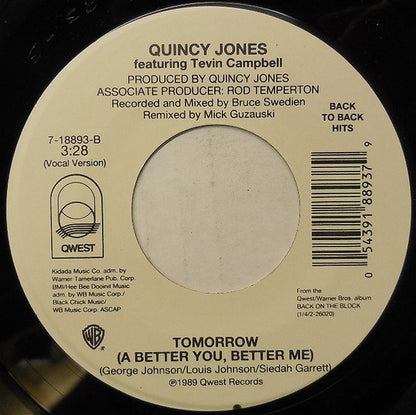 QUINCY JONES
featuring Tevin Campbell
PRODUCED BY QUINCY JONES
ASSOCIATE PRODUCER: ROD TEMPERTON
Recorded and Mixed by Bruce Swedien
Remixed by Mick Guzauski
7-18893-B
3:28
(Vocal Version)
BACK
TO BACK
HITS
QWEST
0 54391 88937 9
Kidada Music Co. adm. by
Warner-Tamerlane Pub. Corp.
BMI/Hee Bee Dooinit Music
adm. by WB Music Corp./
Black Chick Music/
WB Music Corp. ASCAP
From the
Qwest/Warner Bros. album
BACK ON THE BLOCK
(1/4/2-26020)
WB
TOMORROW
(A BETTER YOU, BETTER ME)
(George Johnson/Louis Johnson/Siedah Garrett)
℗1989 Qwest Records